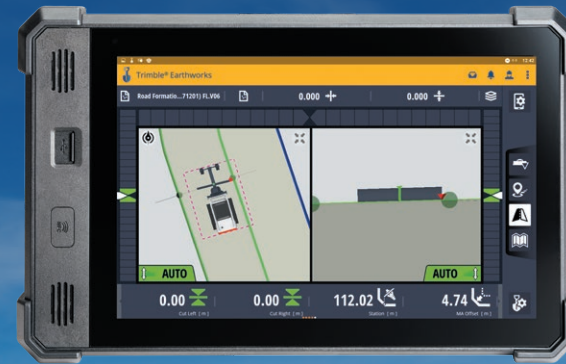 Trimble® Earthworks
Road Formatio...71201) FL.V06
0.000
0.000
AUTO
AUTO
0.00
0.00
112.02
4.74
Cut Left [m]
Cut Right [m]
Station [m]
MA Offset [m]